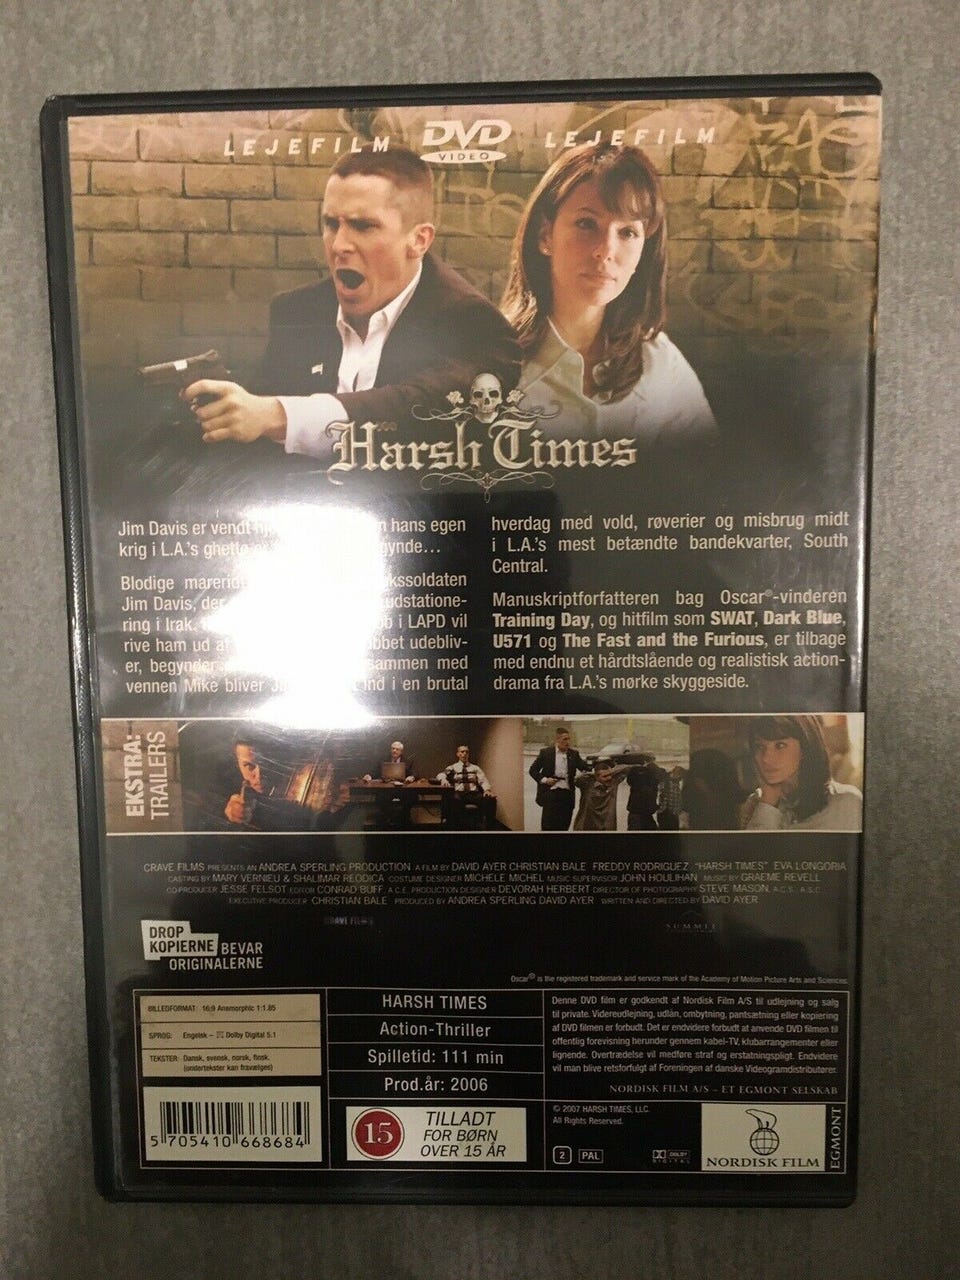 LEJEFILM DVD VIDEO LEJEFILM
Harsh Times
Jim Davis er vendt hans egen
krig i L.A.'s
Blodige
Jim Davis,
ring i Irak. i LAPD vil
rive ham ud
er, begynder sammen med
vennen Mike bliver ind i en brutal
hverdag med vold, røverier og misbrug midt
i L.A.'s mest betændte bandekvarter, South
Central.
Manuskriptforfatteren bag Oscar®-vinderen
Training Day, og hitfilm som SWAT, Dark Blue,
U571 og The Fast and the Furious, er tilbage
med endnu et hårdtslående og realistisk action-
drama fra L.A.'s mørke skyggeside.
EKSTRA:
TRAILERS
CRAVE FILMS PRESENTS AN ANDREA SPERLING PRODUCTION A FILM BY DAVID AYER CHRISTIAN BALE FREDDY RODRIGUEZ "HARSH TIMES" EVA LONGORIA
CASTING BY MARY VERNIEU & SHALIMAR REODICA COSTUME DESIGNER MICHELE MICHEL MUSIC SUPERVISOR JOHN HOULIHAN MUSIC BY GRAEME REVELL
CO-PRODUCER JESSE FELSOT EDITOR CONRAD BUFF, A.C.E. PRODUCTION DESIGNER DEVORAH HERBERT DIRECTOR OF PHOTOGRAPHY STEVE MASON, A.C.S., A.S.C.
EXECUTIVE PRODUCER CHRISTIAN BALE PRODUCED BY ANDREA SPERLING DAVID AYER WRITTEN AND DIRECTED BY DAVID AYER
CRAVE FILMS
SUMMIT
DROP
KOPIERNE BEVAR
ORIGINALERNE
Oscar® is the registered trademark and service mark of the Academy of Motion Picture Arts and Sciences.
BILLEDFORMAT: 16:9 Anamorphic 1:1.85
SPROG: Engelsk – Dolby Digital 5.1
TEKSTER: Dansk, svensk, norsk, finsk.
(undertekster kan fravælges)
5 705410 668684
HARSH TIMES
Action-Thriller
Spilletid: 111 min
Prod.år: 2006
15
TILLADT
FOR BØRN
OVER 15 ÅR
Denne DVD film er godkendt af Nordisk Film A/S til udlejning og salg
til private. Videreudlejning, udlån, ombytning, pantsætning eller kopiering
af DVD filmen er forbudt. Det er endvidere forbudt at anvende DVD filmen til
offentlig forevisning herunder gennem kabel-TV, klubarrangementer eller
lignende. Overtrædelse vil medføre straf og erstatningspligt. Endvidere
vil man blive retsforfulgt af Foreningen af danske Videogramdistributører.
NORDISK FILM A/S – ET EGMONT SELSKAB
© 2007 HARSH TIMES, LLC.
All Rights Reserved.
2 PAL
DOLBY
DIGITAL
NORDISK FILM
EGMONT